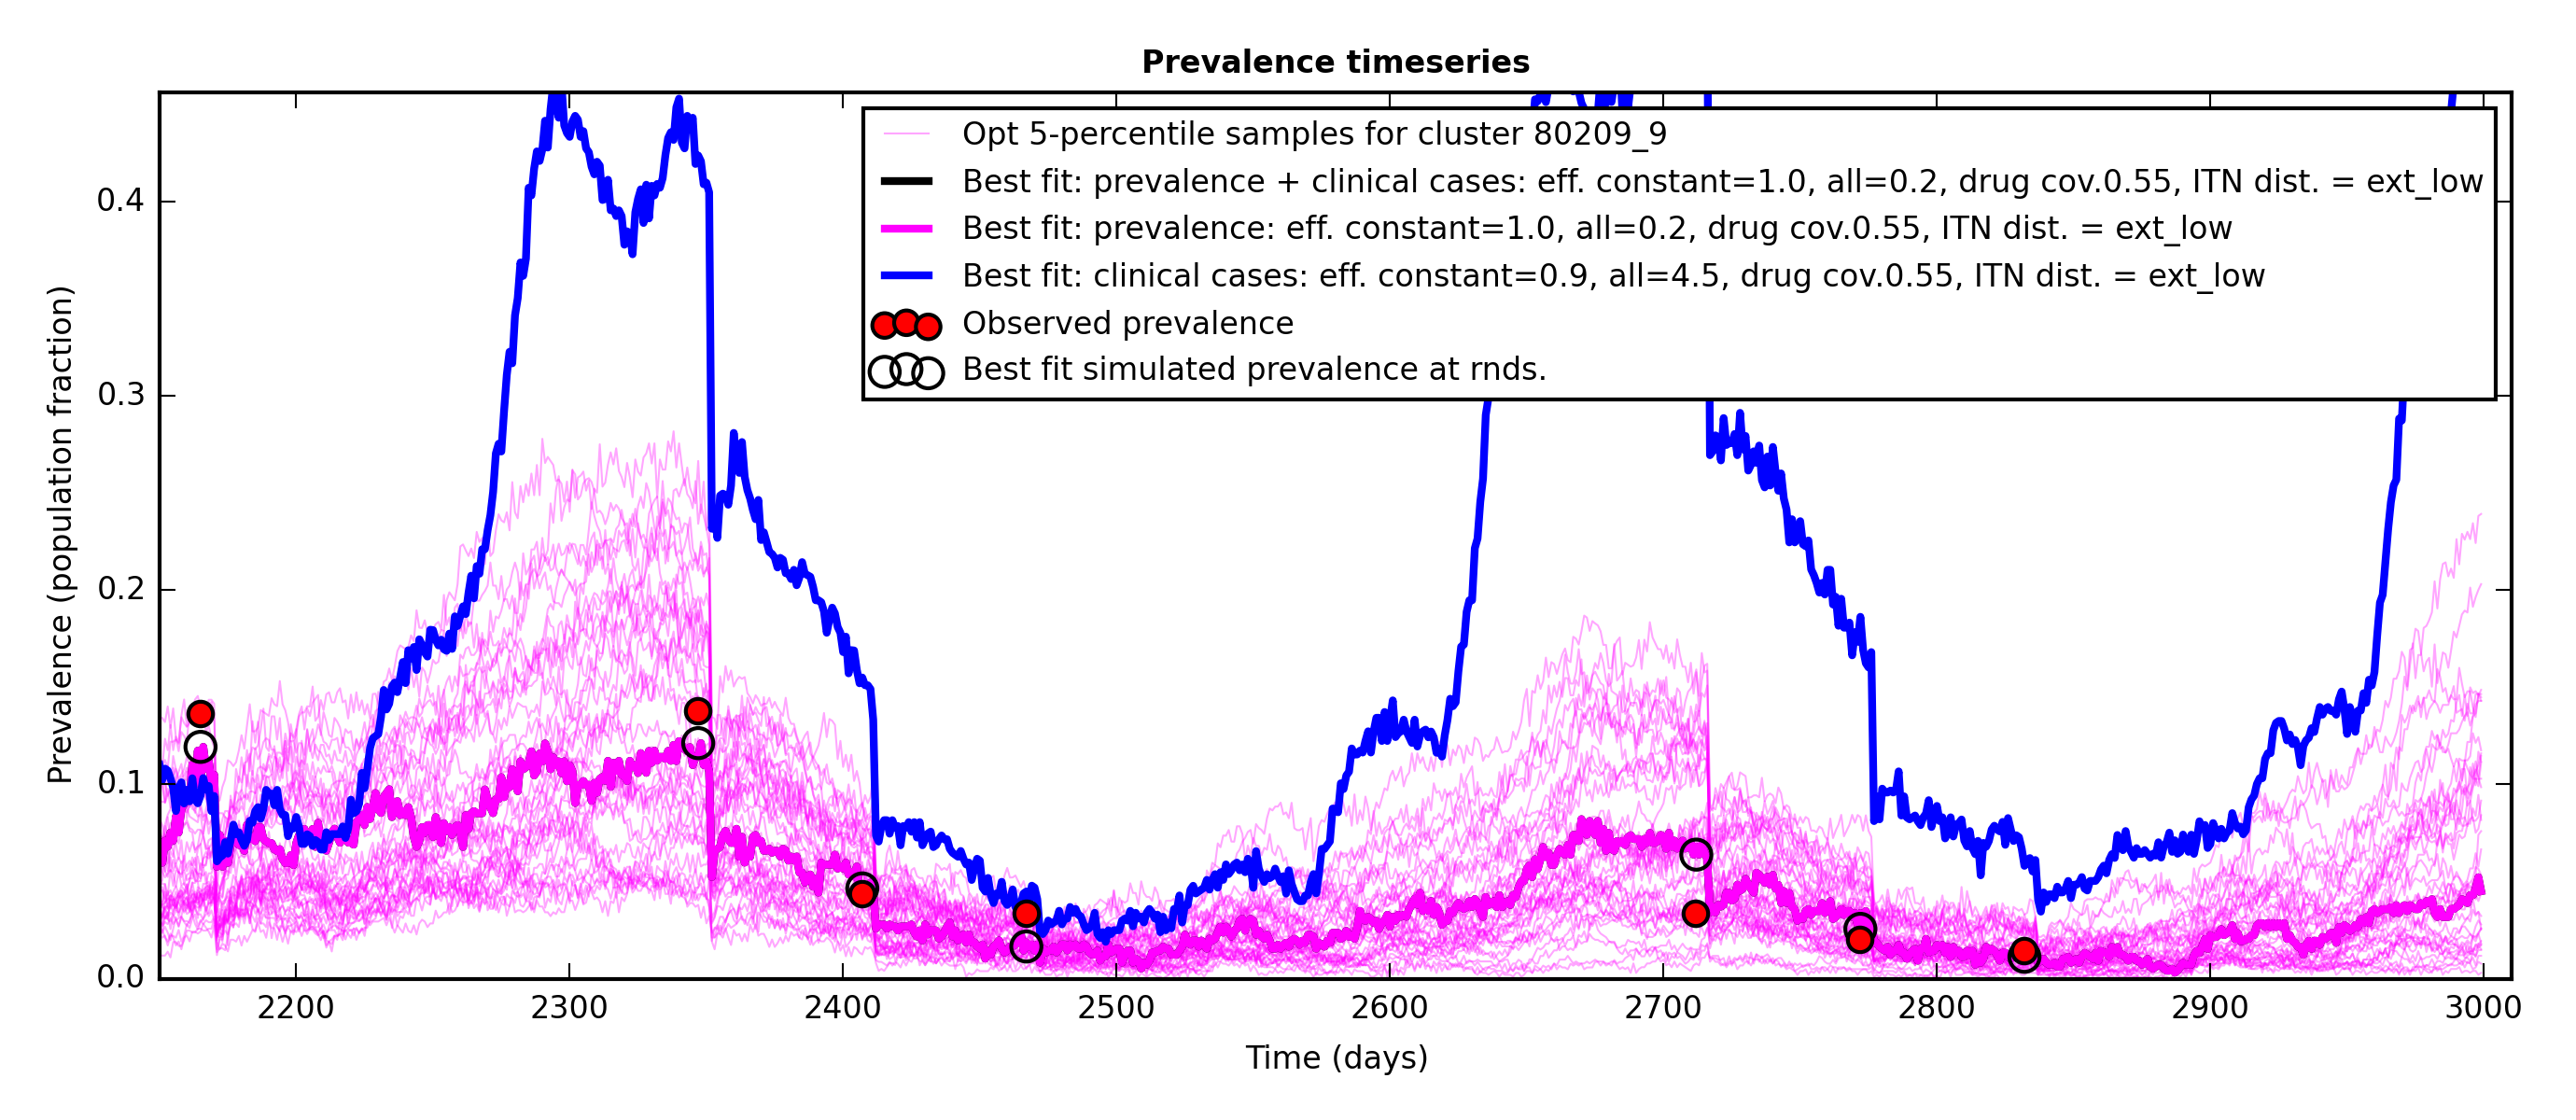 Prevalence timeseries
Opt 5-percentile samples for cluster 80209_9
Best fit: prevalence + clinical cases: eff. constant=1.0, all=0.2, drug cov.0.55, ITN dist. = ext_low
Best fit: prevalence: eff. constant=1.0, all=0.2, drug cov.0.55, ITN dist. = ext_low
Best fit: clinical cases: eff. constant=0.9, all=4.5, drug cov.0.55, ITN dist. = ext_low
Observed prevalence
Best fit simulated prevalence at rnds.
Prevalence (population fraction)
0.4
0.3
0.2
0.1
0.0
2200 2300 2400 2500 2600 2700 2800 2900 3000
Time (days)